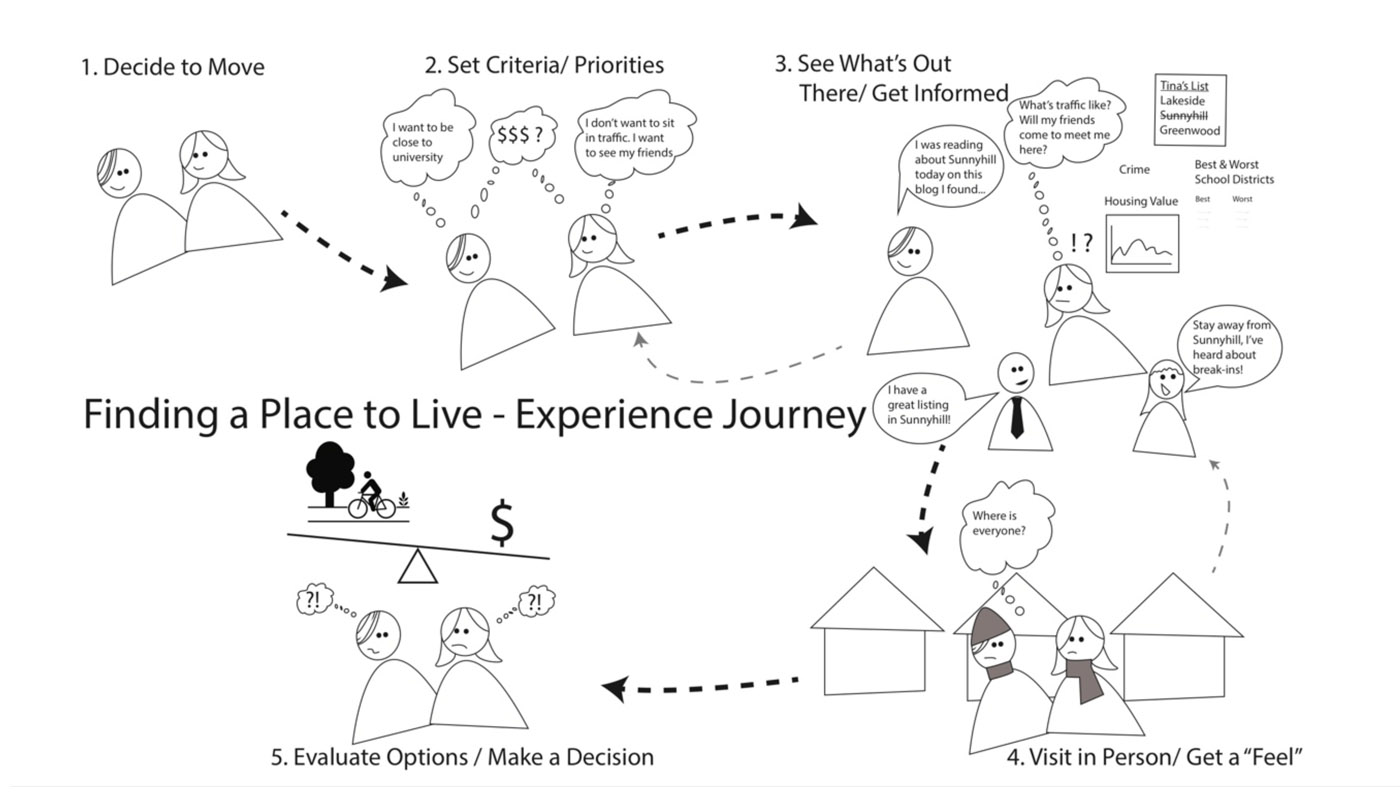 1. Decide to Move
2. Set Criteria/ Priorities
I want to be
close to
university
$$$ ?
I don't want to sit
in traffic. I want
to see my friends.
3. See What's Out
There/ Get Informed
I was reading
about Sunnyhill
today on this
blog I found...
What's traffic like?
Will my friends
come to meet me
here?
! ?
Tina's List
Lakeside
Sunnyhill
Greenwood
Crime
Best & Worst
School Districts
Best Worst
Housing Value
I have a
great listing
in Sunnyhill!
Stay away from
Sunnyhill, I've
heard about
break-ins!
Finding a Place to Live - Experience Journey
Where is
everyone?
4. Visit in Person/ Get a “Feel”
$
?!
?!
5. Evaluate Options / Make a Decision